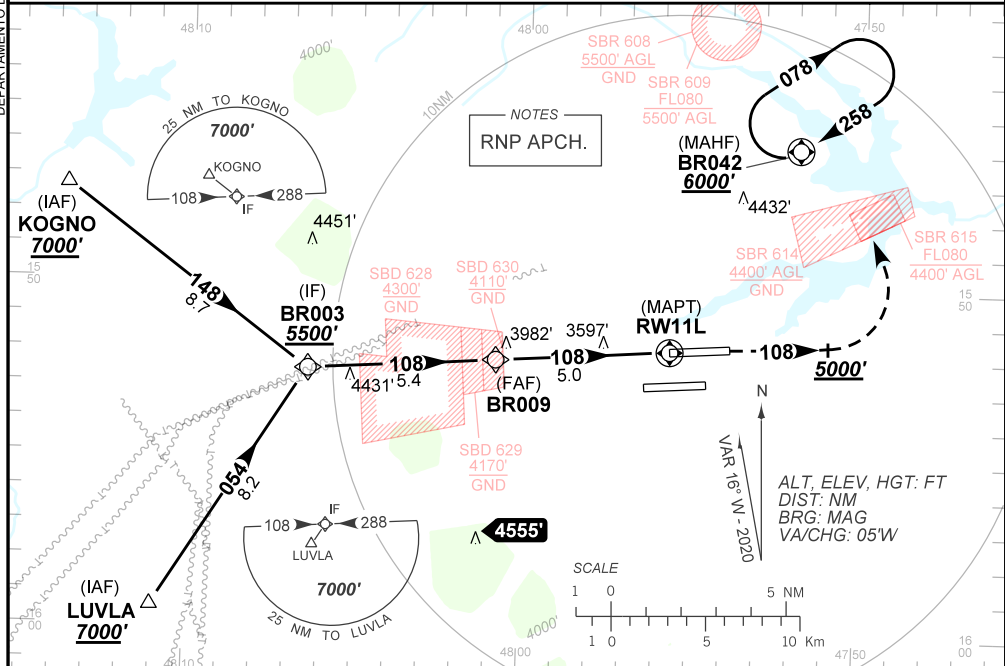 DEPARTAMENTO
48 10
48 00
47 50
4000'
10NM
SBR 608
5500' AGL
GND
SBR 609
FL080
5500' AGL
078
258
NOTES
RNP APCH.
25 NM TO KOGNO
7000'
KOGNO
108
288
IF
(MAHF)
BR042
6000'
4432'
(IAF)
KOGNO
7000'
4451'
SBR 614
4400' AGL
GND
SBR 615
FL080
4400' AGL
15
50
148
8.7
(IF)
BR003
5500'
SBD 628
4300'
GND
SBD 630
4110'
GND
15
50
3982'
3597'
(MAPT)
RW11L
108
5.4
4431'
108
5.0
108
5000'
(FAF)
BR009
SBD 629
4170'
GND
N
VAR 16° W - 2020
ALT, ELEV, HGT: FT
DIST: NM
BRG: MAG
VA/CHG: 05'W
054
8.2
108
288
IF
LUVLA
7000'
25 NM TO LUVLA
4555'
(IAF)
LUVLA
7000'
SCALE
1 0 5 NM
1 0 5 10 Km
4000'
16
00
16
00
48 10
48 00
47 50